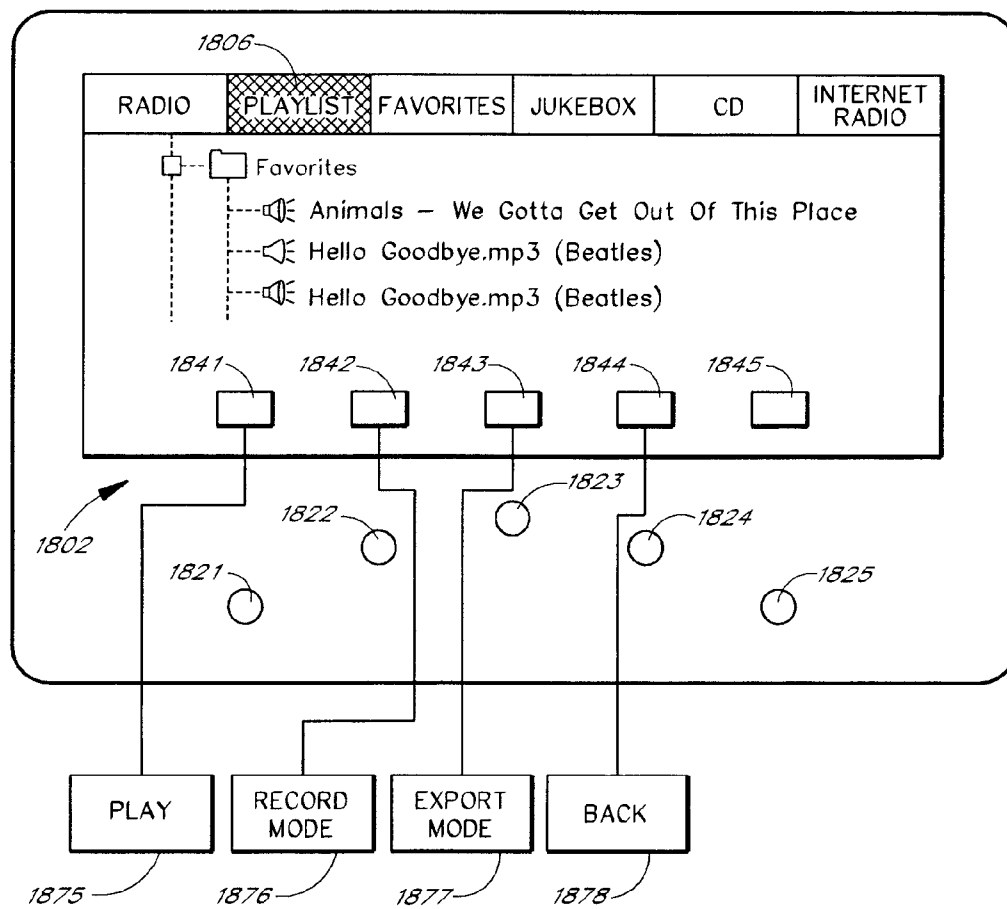 1806
RADIO PLAYLIST FAVORITES JUKEBOX CD INTERNET RADIO
Favorites
Animals – We Gotta Get Out Of This Place
Hello Goodbye.mp3 (Beatles)
Hello Goodbye.mp3 (Beatles)
1841 1842 1843 1844 1845
1802
1821
1822
1823
1824
1825
PLAY
RECORD MODE
EXPORT MODE
BACK
1875 1876 1877 1878